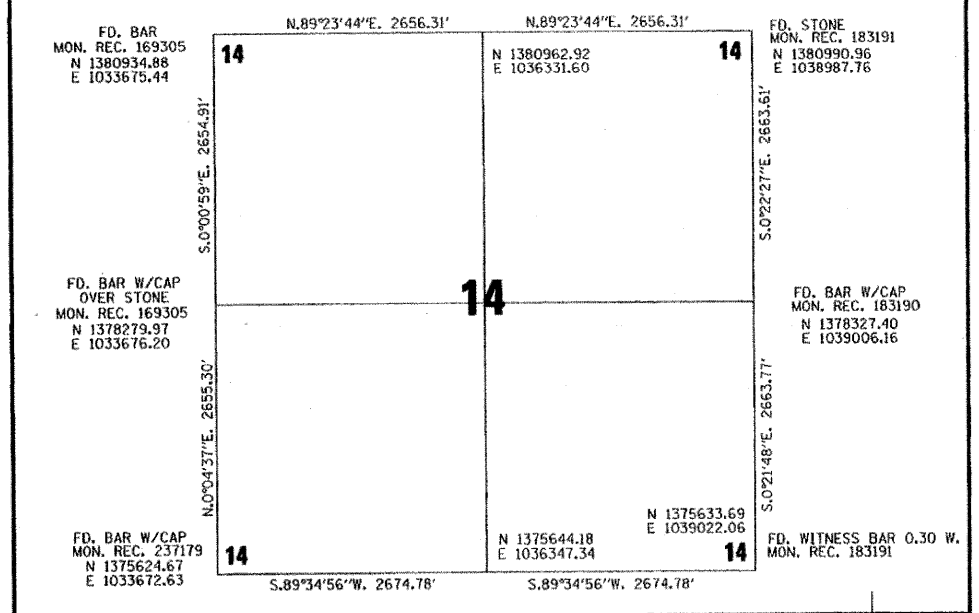 N.89°23'44"E. 2656.31'
N.89°23'44"E. 2656.31'
FD. BAR
MON. REC. 169305
N 1380934.88
E 1033675.44
14
N 1380962.92
E 1036331.60
14
FD. STONE
MON. REC. 183191
N 1380990.96
E 1038987.76
S.0°00'59"E. 2654.91'
S.0°22'27"E. 2663.61'
FD. BAR W/CAP
OVER STONE
MON. REC. 169305
N 1378279.97
E 1033676.20
14
FD. BAR W/CAP
MON. REC. 183190
N 1378327.40
E 1039006.16
N.0°04'37"E. 2655.30'
S.0°21'48"E. 2663.77'
FD. BAR W/CAP
MON. REC. 237179
N 1375624.67
E 1033672.63
14
N 1375644.18
E 1036347.34
N 1375633.69
E 1039022.06
14
FD. WITNESS BAR 0.30 W.
MON. REC. 183191
S.89°34'56"W. 2674.78'
S.89°34'56"W. 2674.78'